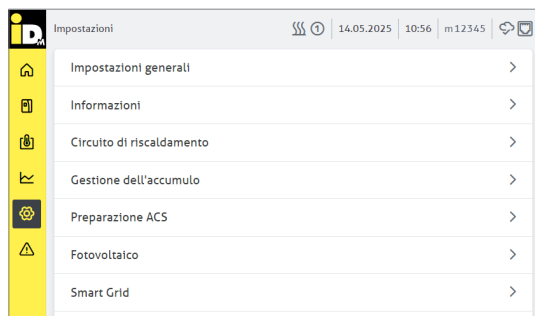 iDM
Impostazioni
1
14.05.2025
10:56
m12345
Impostazioni generali
Informazioni
Circuito di riscaldamento
Gestione dell'accumulo
Preparazione ACS
Fotovoltaico
Smart Grid